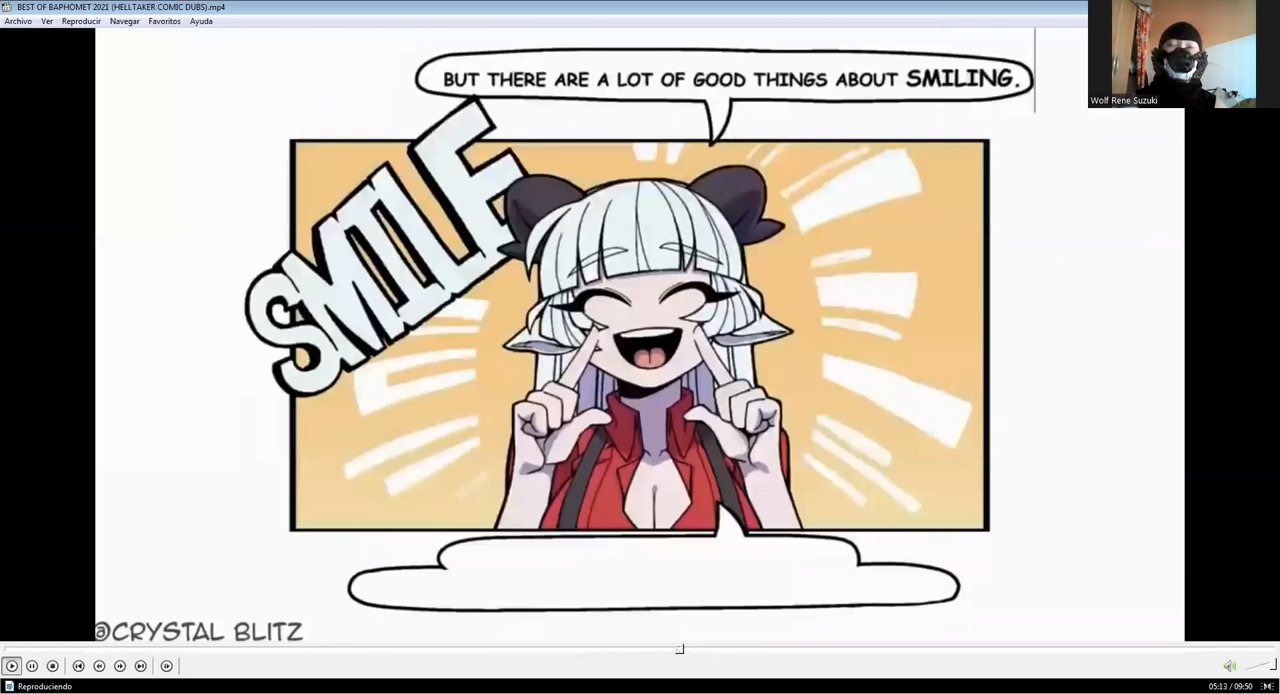 BEST OF BAPHOMET 2021 (HELLTAKER COMIC DUBS).mp4
Archivo Ver Reproducir Navegar Favoritos Ayuda
Wolf Rene Suzuki
BUT THERE ARE A LOT OF GOOD THINGS ABOUT SMILING.
SMILE
@CRYSTAL BLITZ
Reproduciendo
05:13 / 09:50